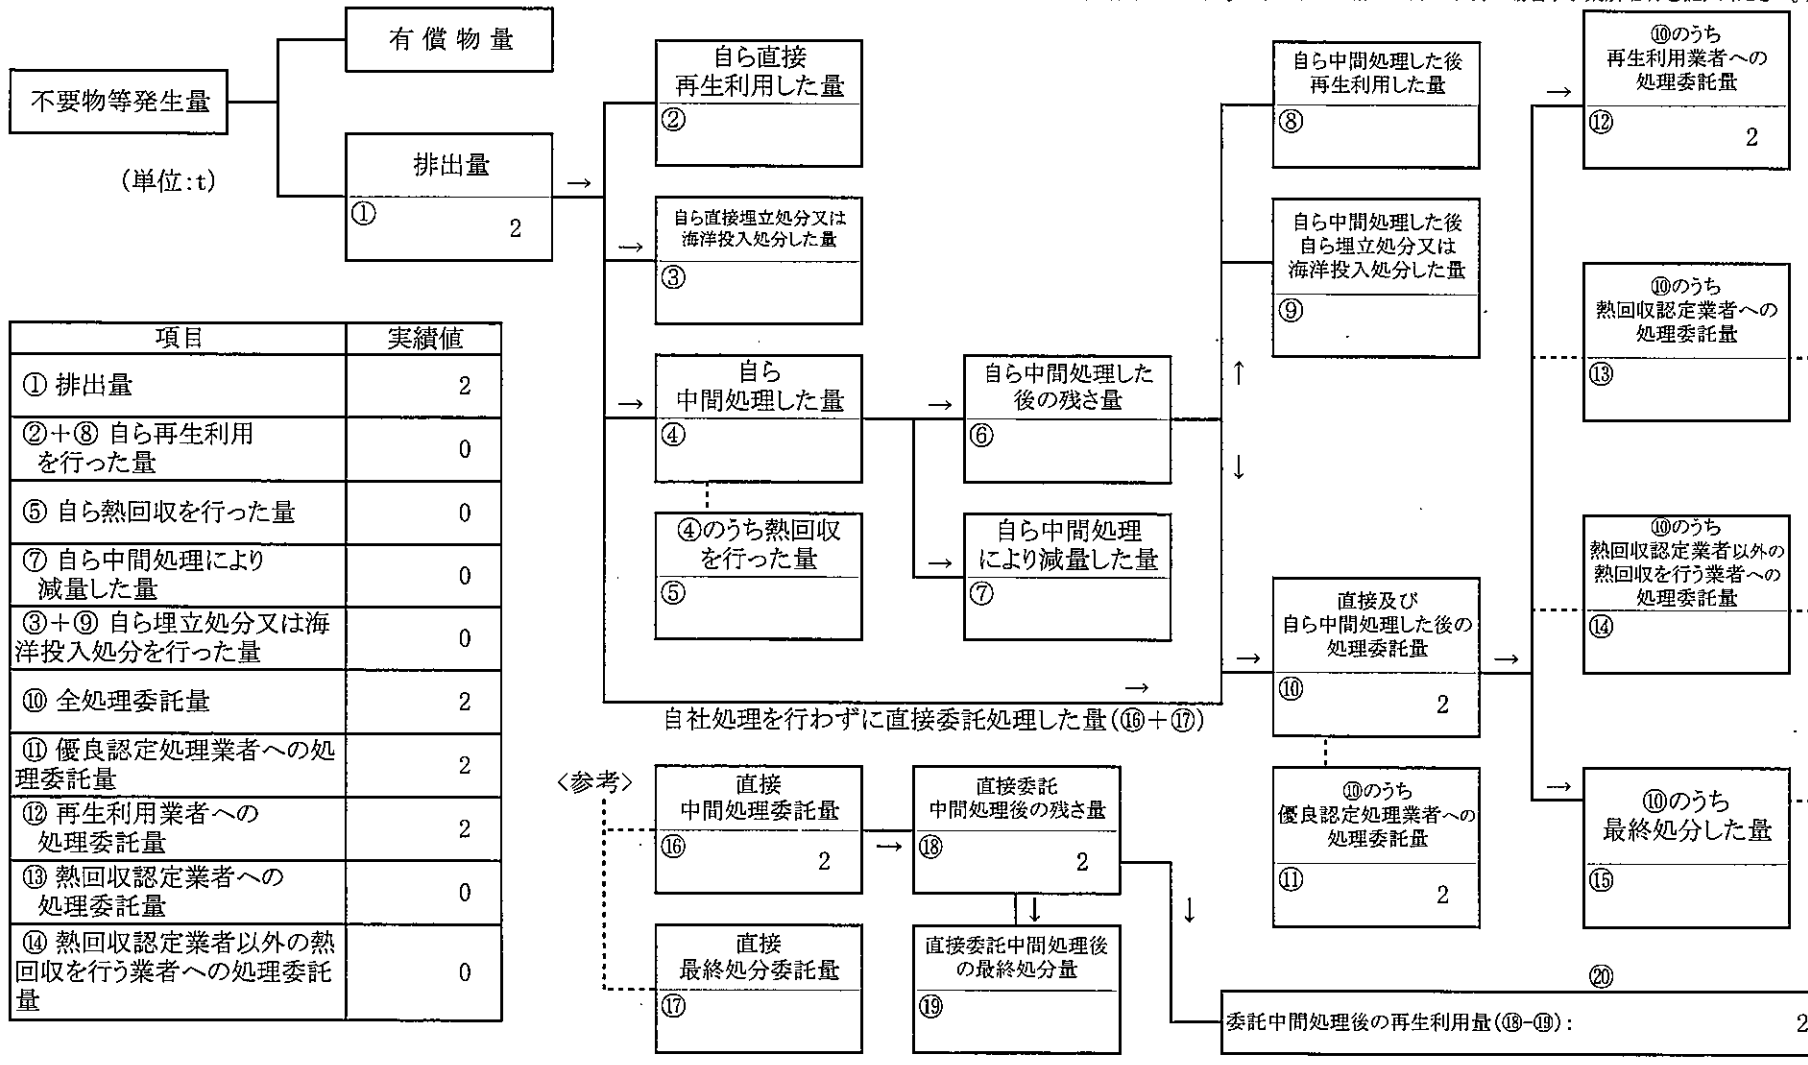 有償物量
不要物等発生量
(単位:t)
排出量
①
2
→
自ら直接
再生利用した量
②
→
自ら直接埋立処分又は
海洋投入処分した量
③
→
自ら
中間処理した量
④
④のうち熱回収
を行った量
⑤
→
自ら中間処理した
後の残さ量
⑥
→
自ら中間処理
により減量した量
⑦
↑
↓
自ら中間処理した後
再生利用した量
⑧
自ら中間処理した後
自ら埋立処分又は
海洋投入処分した量
⑨
→
自社処理を行わずに直接委託処理した量(⑯+⑰)
→
直接及び
自ら中間処理した後の
処理委託量
⑩
2
⑩のうち
優良認定処理業者への
処理委託量
⑪
2
→
→
⑩のうち
再生利用業者への
処理委託量
⑫
2
⑩のうち
熱回収認定業者への
処理委託量
⑬
⑩のうち
熱回収認定業者以外の
熱回収を行う業者への
処理委託量
⑭
→
⑩のうち
最終処分した量
⑮
項目 実績値
① 排出量 2
②+⑧ 自ら再生利用
を行った量 0
⑤ 自ら熱回収を行った量 0
⑦ 自ら中間処理により
減量した量 0
③+⑨ 自ら埋立処分又は海
洋投入処分を行った量 0
⑩ 全処理委託量 2
⑪ 優良認定処理業者への処
理委託量 2
⑫ 再生利用業者への
処理委託量 2
⑬ 熱回収認定業者への
処理委託量 0
⑭ 熱回収認定業者以外の熱
回収を行う業者への処理委託
量 0
<参考>
直接
中間処理委託量
⑯
2
→
直接委託
中間処理後の残さ量
⑱
2
↓
直接
最終処分委託量
⑰
直接委託中間処理後
の最終処分量
⑲
↓
⑳
委託中間処理後の再生利用量(⑱-⑲): 2